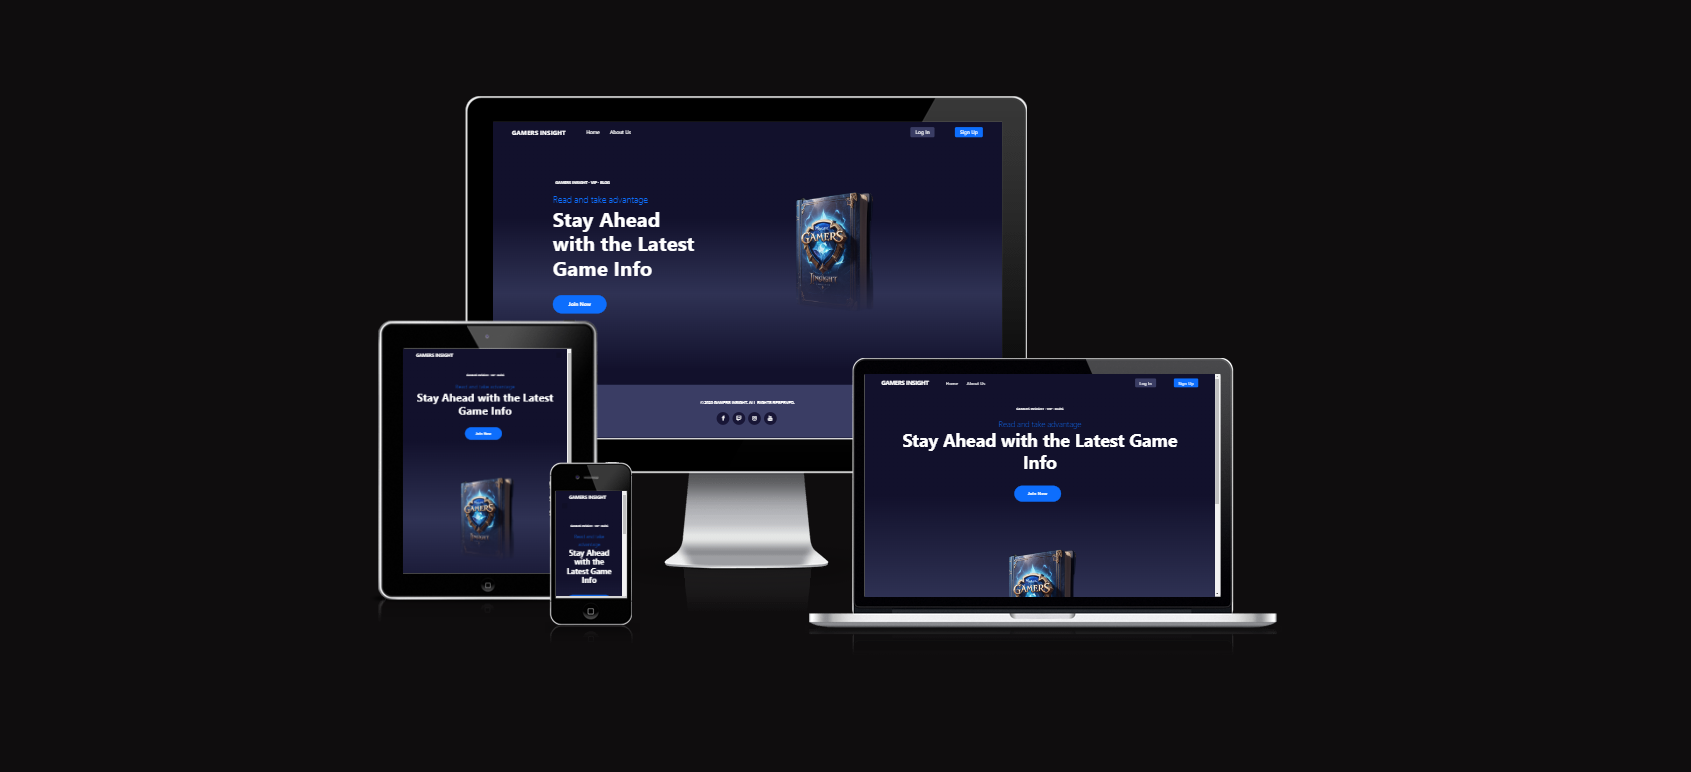 GAMERS INSIGHT Home About Us Log In Sign Up
GAMERS INSIGHT - VIP - BLOG
Read and take advantage
Stay Ahead
with the Latest
Game Info
Join Now
GAMERS
© 2023 GAMERS INSIGHT. ALL RIGHTS RESERVED.
GAMERS INSIGHT
GAMERS INSIGHT - VIP - BLOG
Read and take advantage
Stay Ahead with the Latest
Game Info
Join Now
GAMERS
GAMERS INSIGHT
GAMERS INSIGHT - VIP - BLOG
Read and take
advantage
Stay Ahead
with the
Latest Game
Info
GAMERS INSIGHT Home About Us Log In Sign Up
GAMERS INSIGHT - VIP - BLOG
Read and take advantage
Stay Ahead with the Latest Game
Info
Join Now
GAMERS